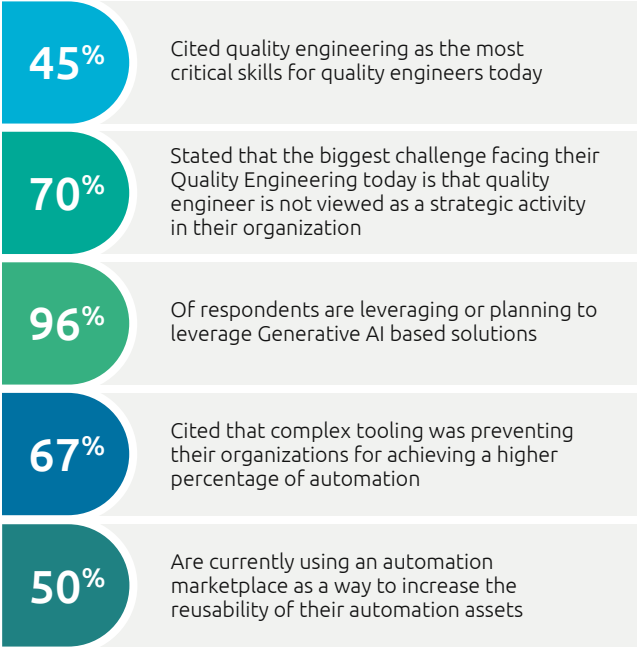 45%
Cited quality engineering as the most
critical skills for quality engineers today
70%
Stated that the biggest challenge facing their
Quality Engineering today is that quality
engineer is not viewed as a strategic activity
in their organization
96%
Of respondents are leveraging or planning to
leverage Generative AI based solutions
67%
Cited that complex tooling was preventing
their organizations for achieving a higher
percentage of automation
50%
Are currently using an automation
marketplace as a way to increase the
reusability of their automation assets